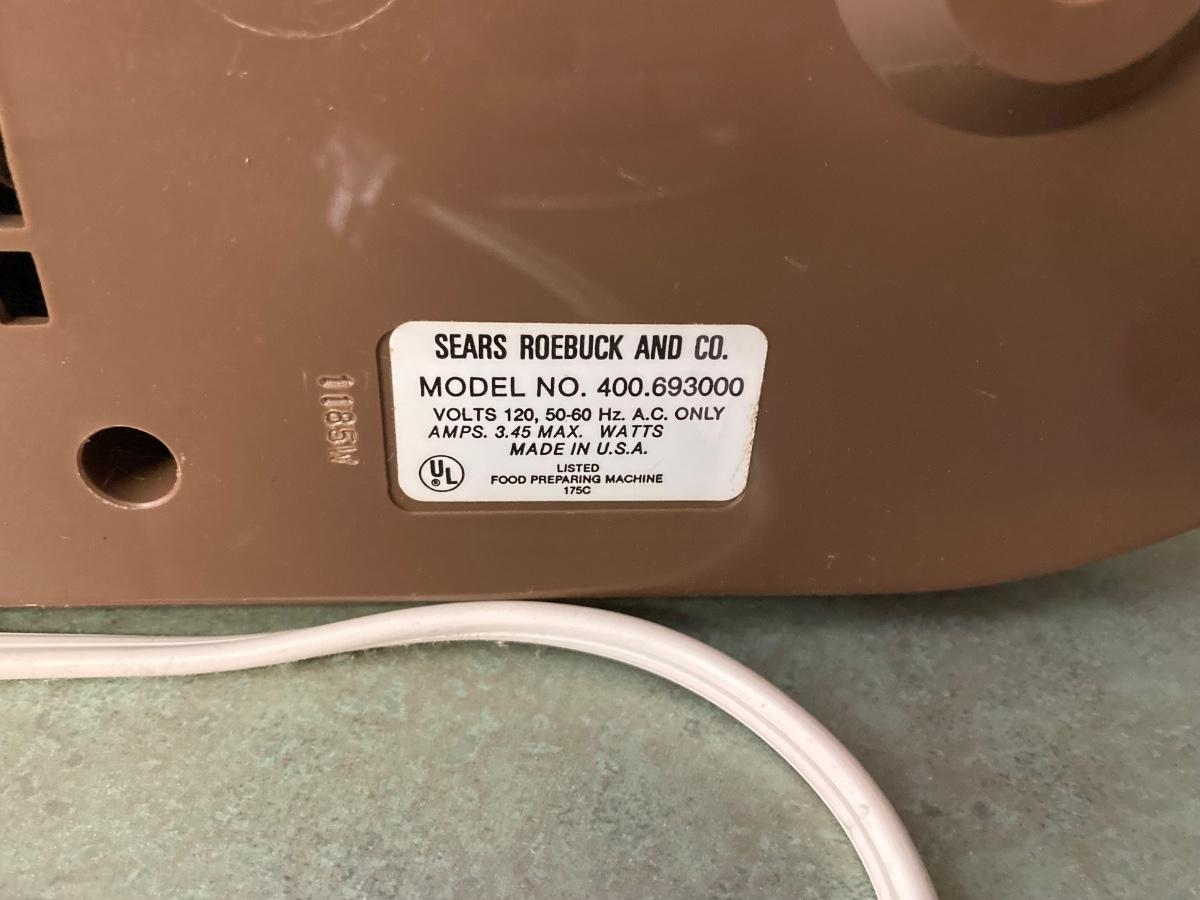 SEARS ROEBUCK AND CO.
MODEL NO. 400.693000
VOLTS 120, 50-60 Hz. A.C. ONLY
AMPS. 3.45 MAX. WATTS
MADE IN U.S.A.
UL
®
LISTED
FOOD PREPARING MACHINE
175C
1185W